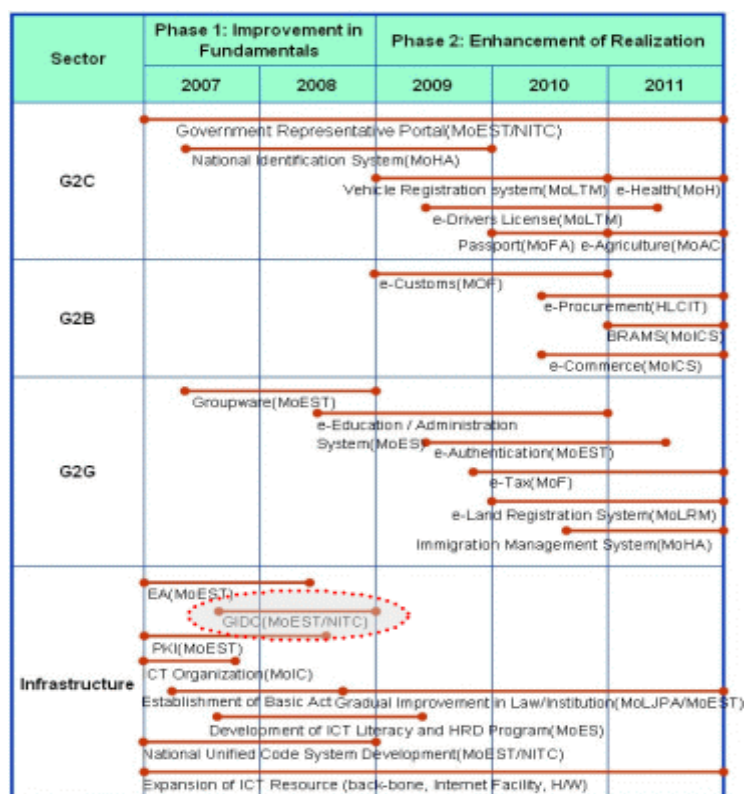 Sector
Phase 1: Improvement in
Fundamentals
Phase 2: Enhancement of Realization
2007
2008
2009
2010
2011
G2C
Government Representative Portal(MoEST/NITC)
National Identification System(MoHA)
Vehicle Registration system(MoLTM)
e-Health(MoH)
e-Drivers License(MoLTM)
Passport(MoFA)
e-Agriculture(MoAC
G2B
e-Customs(MOF)
e-Procurement(HLCIT)
BRAMS(MoICS)
e-Commerce(MoICS)
G2G
Groupware(MoEST)
e-Education / Administration
System(MoES)
e-Authentication(MoEST)
e-Tax(MoF)
e-Land Registration System(MoLRM)
Immigration Management System(MoHA)
Infrastructure
EA(MoEST)
GIDC(MoEST/NITC)
PKI(MoEST)
ICT Organization(MoIC)
Establishment of Basic Act
Gradual Improvement in Law/Institution(MoLJPA/MoEST)
Development of ICT Literacy and HRD Program(MoES)
National Unified Code System Development(MoEST/NITC)
Expansion of ICT Resource (back-bone, Internet Facility, H/W)